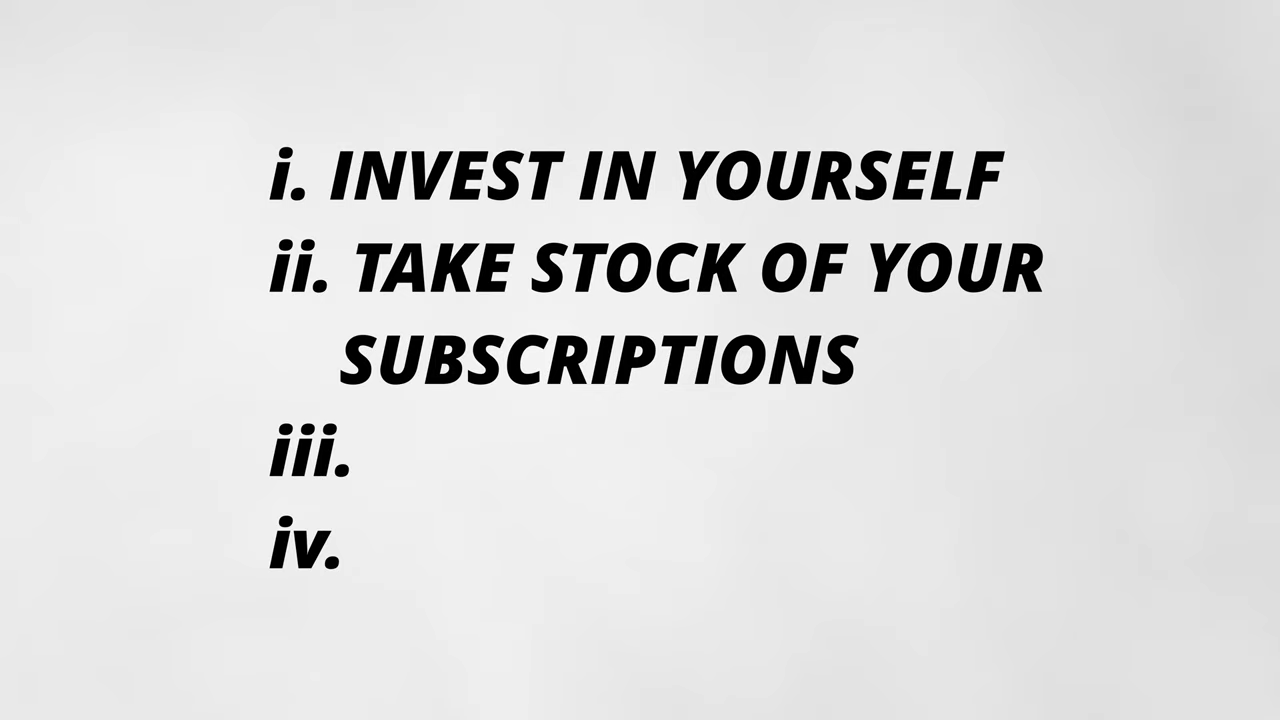 i. INVEST IN YOURSELF
ii. TAKE STOCK OF YOUR
SUBSCRIPTIONS
iii.
iv.